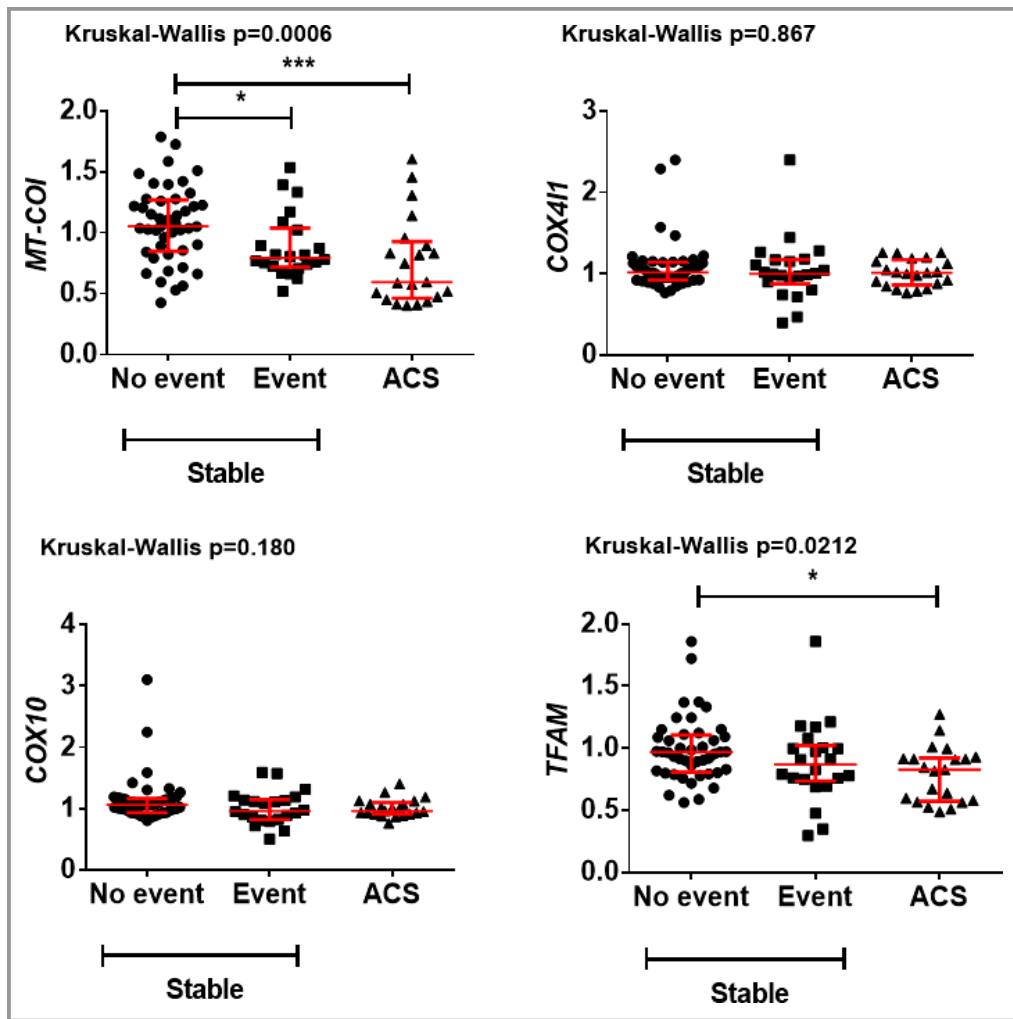 Kruskal-Wallis p=0.0006
***
*
MT-COI
2.0
1.5
1.0
0.5
0.0
No event Event ACS
Stable
Kruskal-Wallis p=0.867
COX4I1
3
2
1
0
No event Event ACS
Stable
Kruskal-Wallis p=0.180
COX10
4
3
2
1
0
No event Event ACS
Stable
Kruskal-Wallis p=0.0212
*
TFAM
2.0
1.5
1.0
0.5
0.0
No event Event ACS
Stable